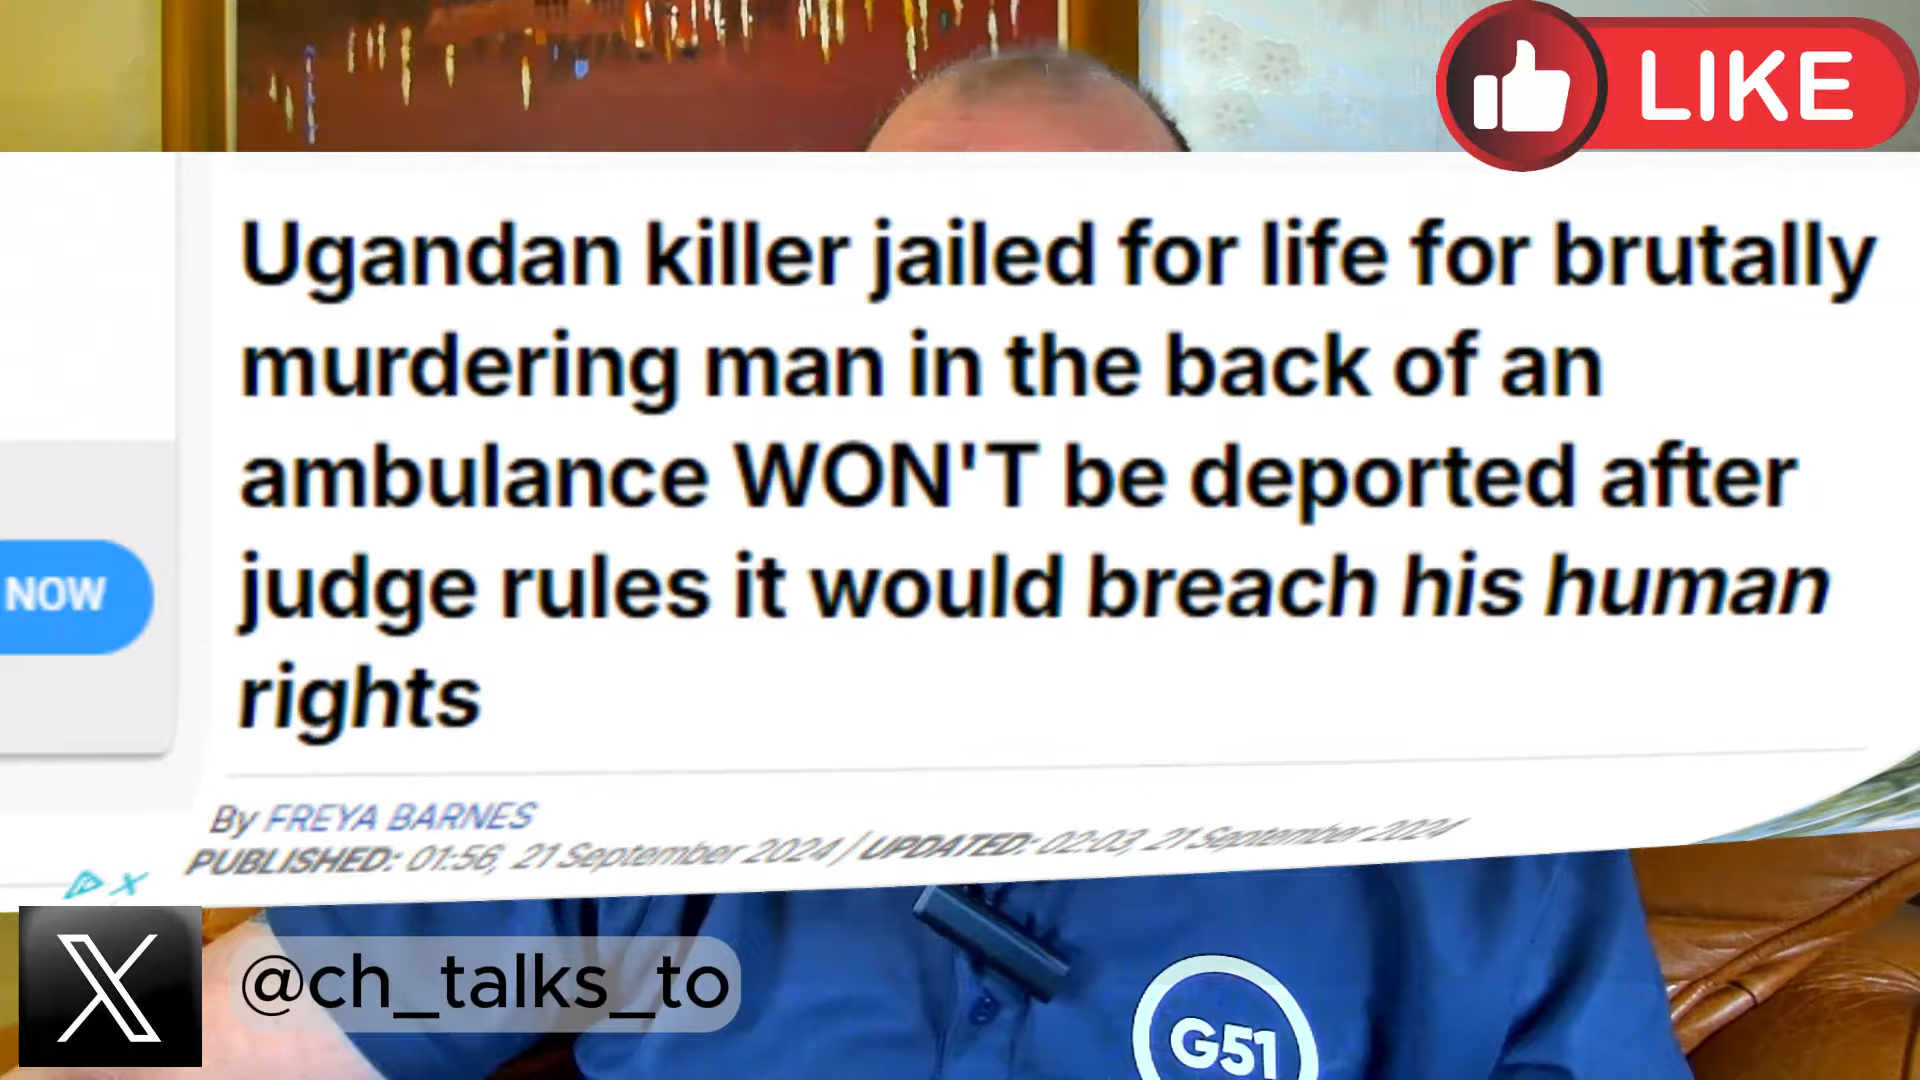 LIKE
Ugandan killer jailed for life for brutally
murdering man in the back of an
ambulance WON'T be deported after
judge rules it would breach his human
rights
NOW
By FREYA BARNES
PUBLISHED: 01:56, 21 September 2024 | UPDATED: 02:03, 21 September 2024
@ch_talks_to
G51